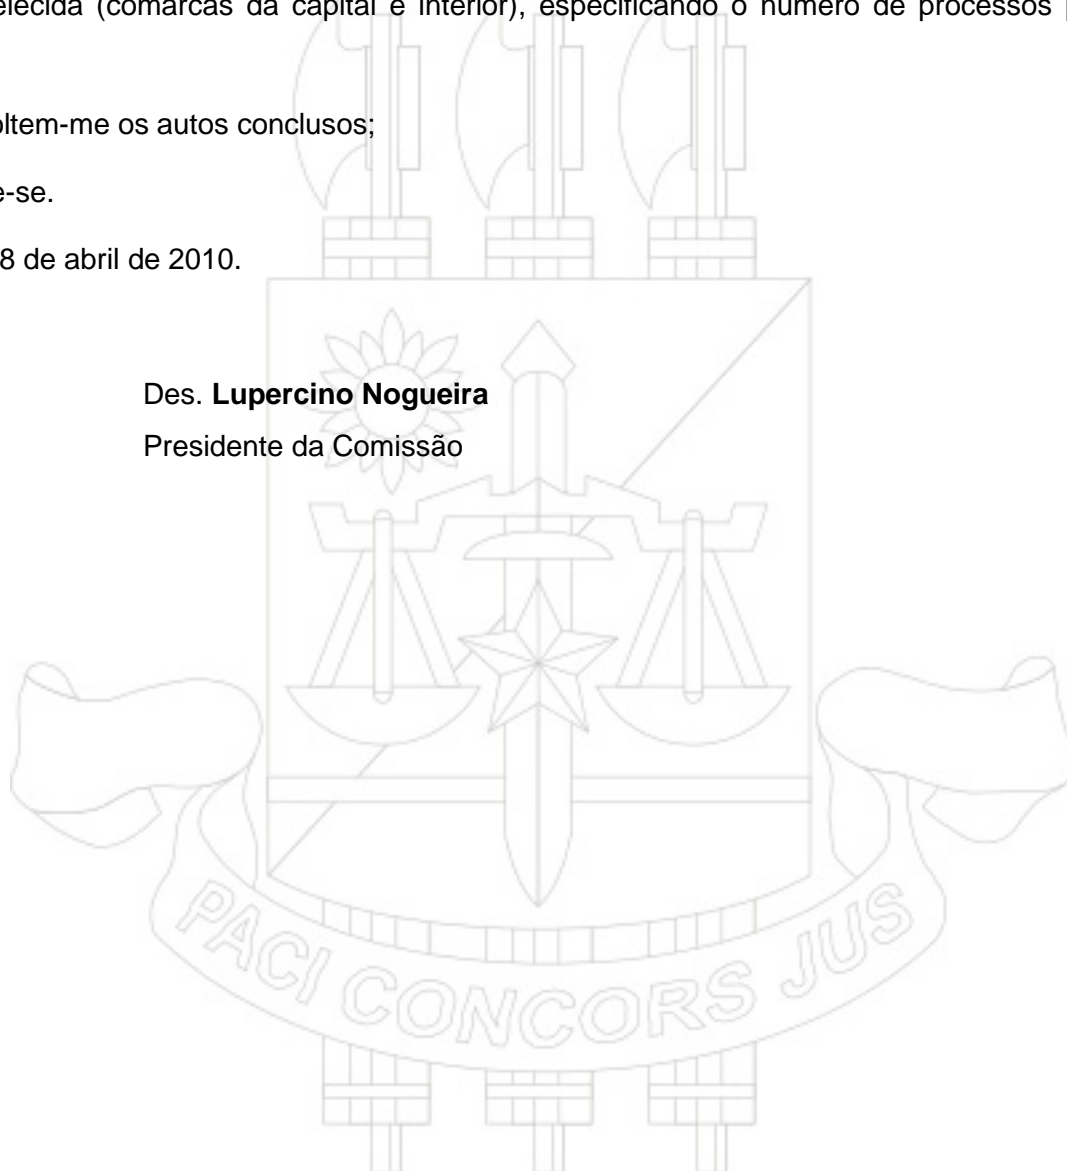 elecida (comarcas da capital e interior), especificando o número de processos
oltem-me os autos conclusos;
e-se.
8 de abril de 2010.
Des. Lupercino Nogueira
Presidente da Comissão
PACI CONCORS JUS